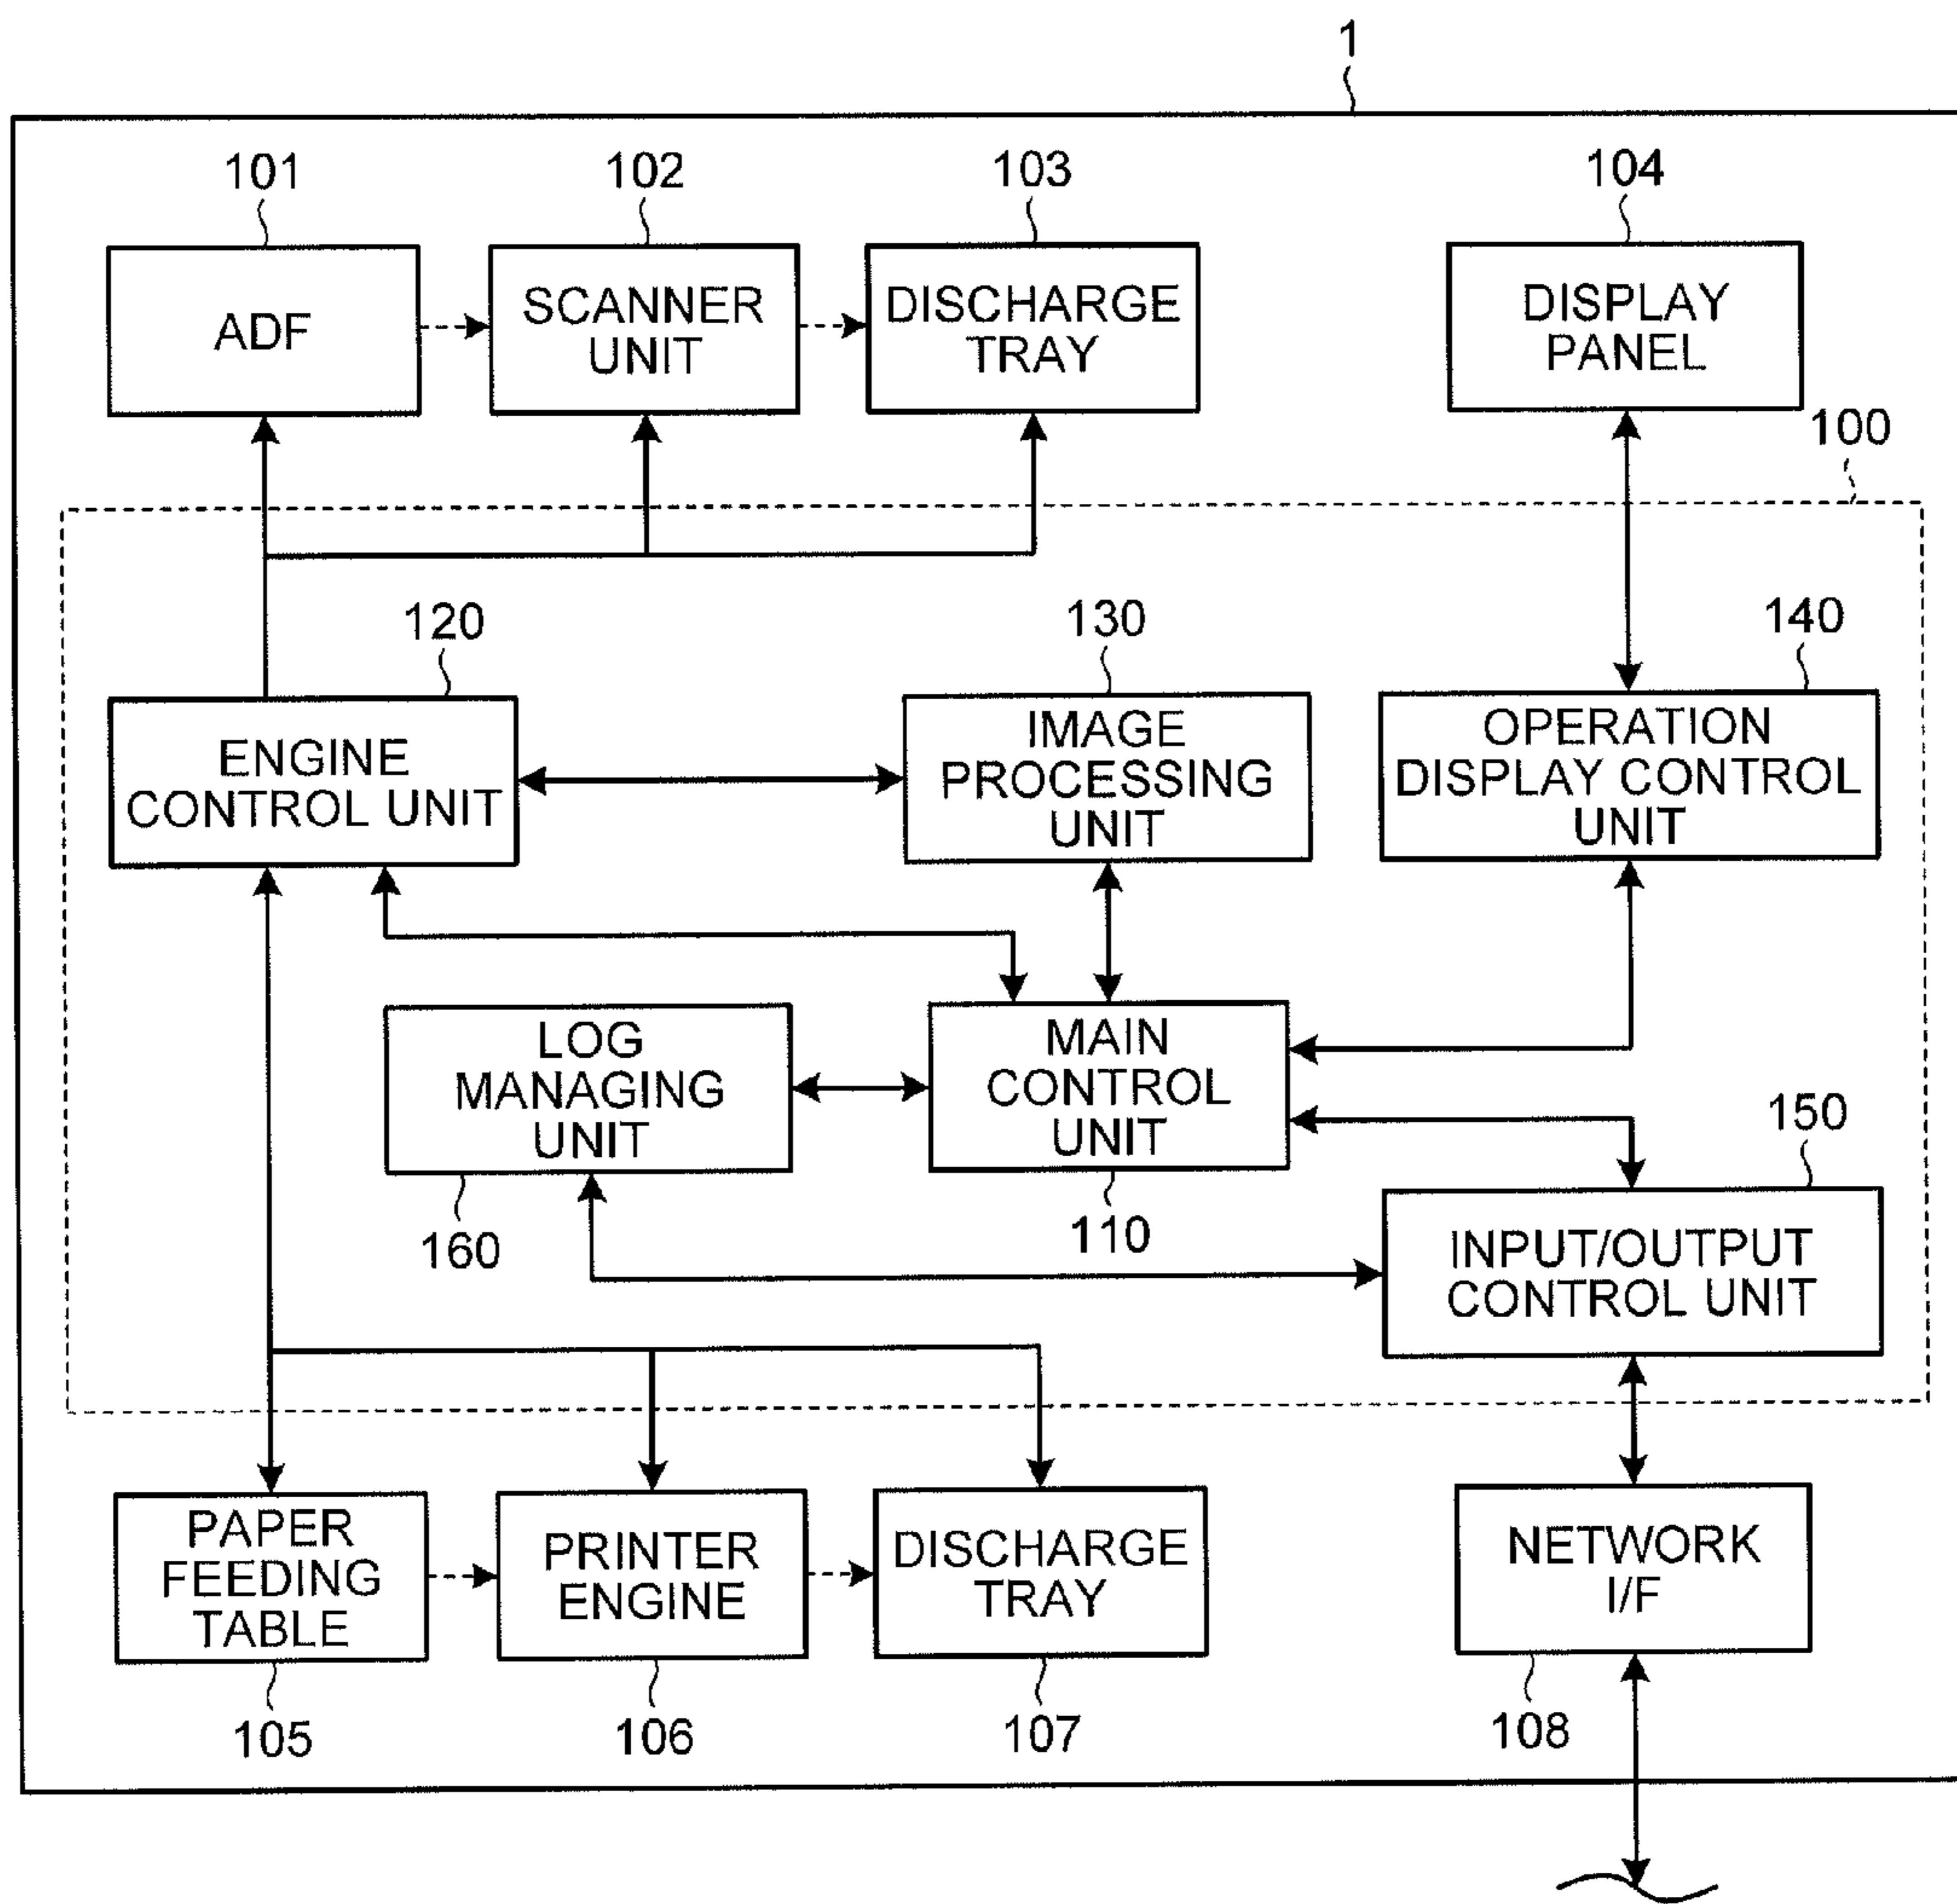 1
101
102
103
104
ADF
SCANNER
UNIT
DISCHARGE
TRAY
DISPLAY
PANEL
100
120
130
140
ENGINE
CONTROL UNIT
IMAGE
PROCESSING
UNIT
OPERATION
DISPLAY CONTROL
UNIT
LOG
MANAGING
UNIT
MAIN
CONTROL
UNIT
150
160
110
INPUT/OUTPUT
CONTROL UNIT
PAPER
FEEDING
TABLE
PRINTER
ENGINE
DISCHARGE
TRAY
NETWORK
I/F
105
106
107
108